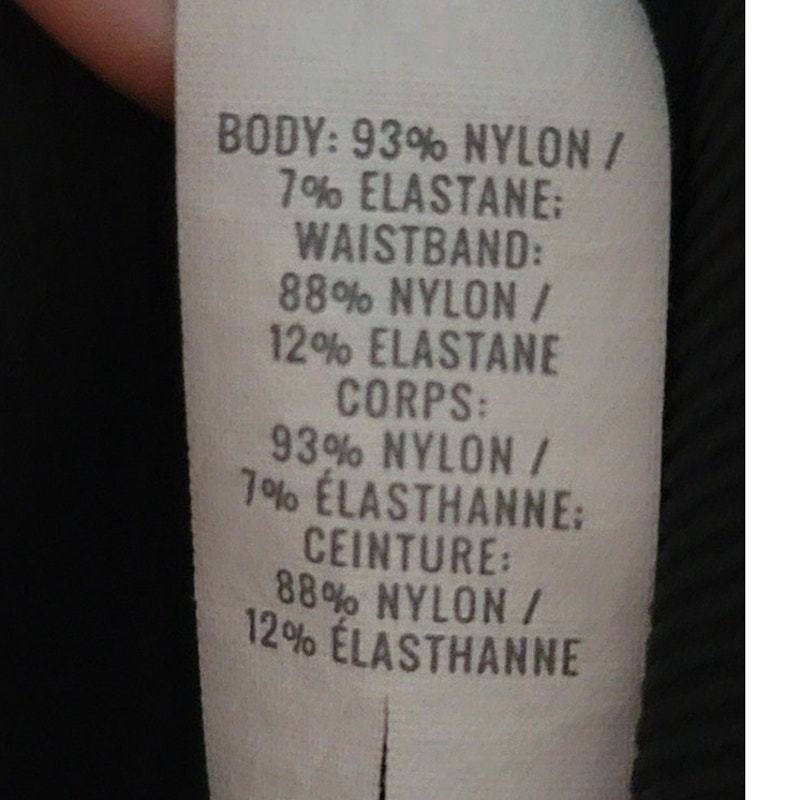 BODY: 93% NYLON /
7% ELASTANE;
WAISTBAND:
88% NYLON /
12% ELASTANE
CORPS:
93% NYLON /
7% ÉLASTHANNE;
CEINTURE:
88% NYLON /
12% ÉLASTHANNE